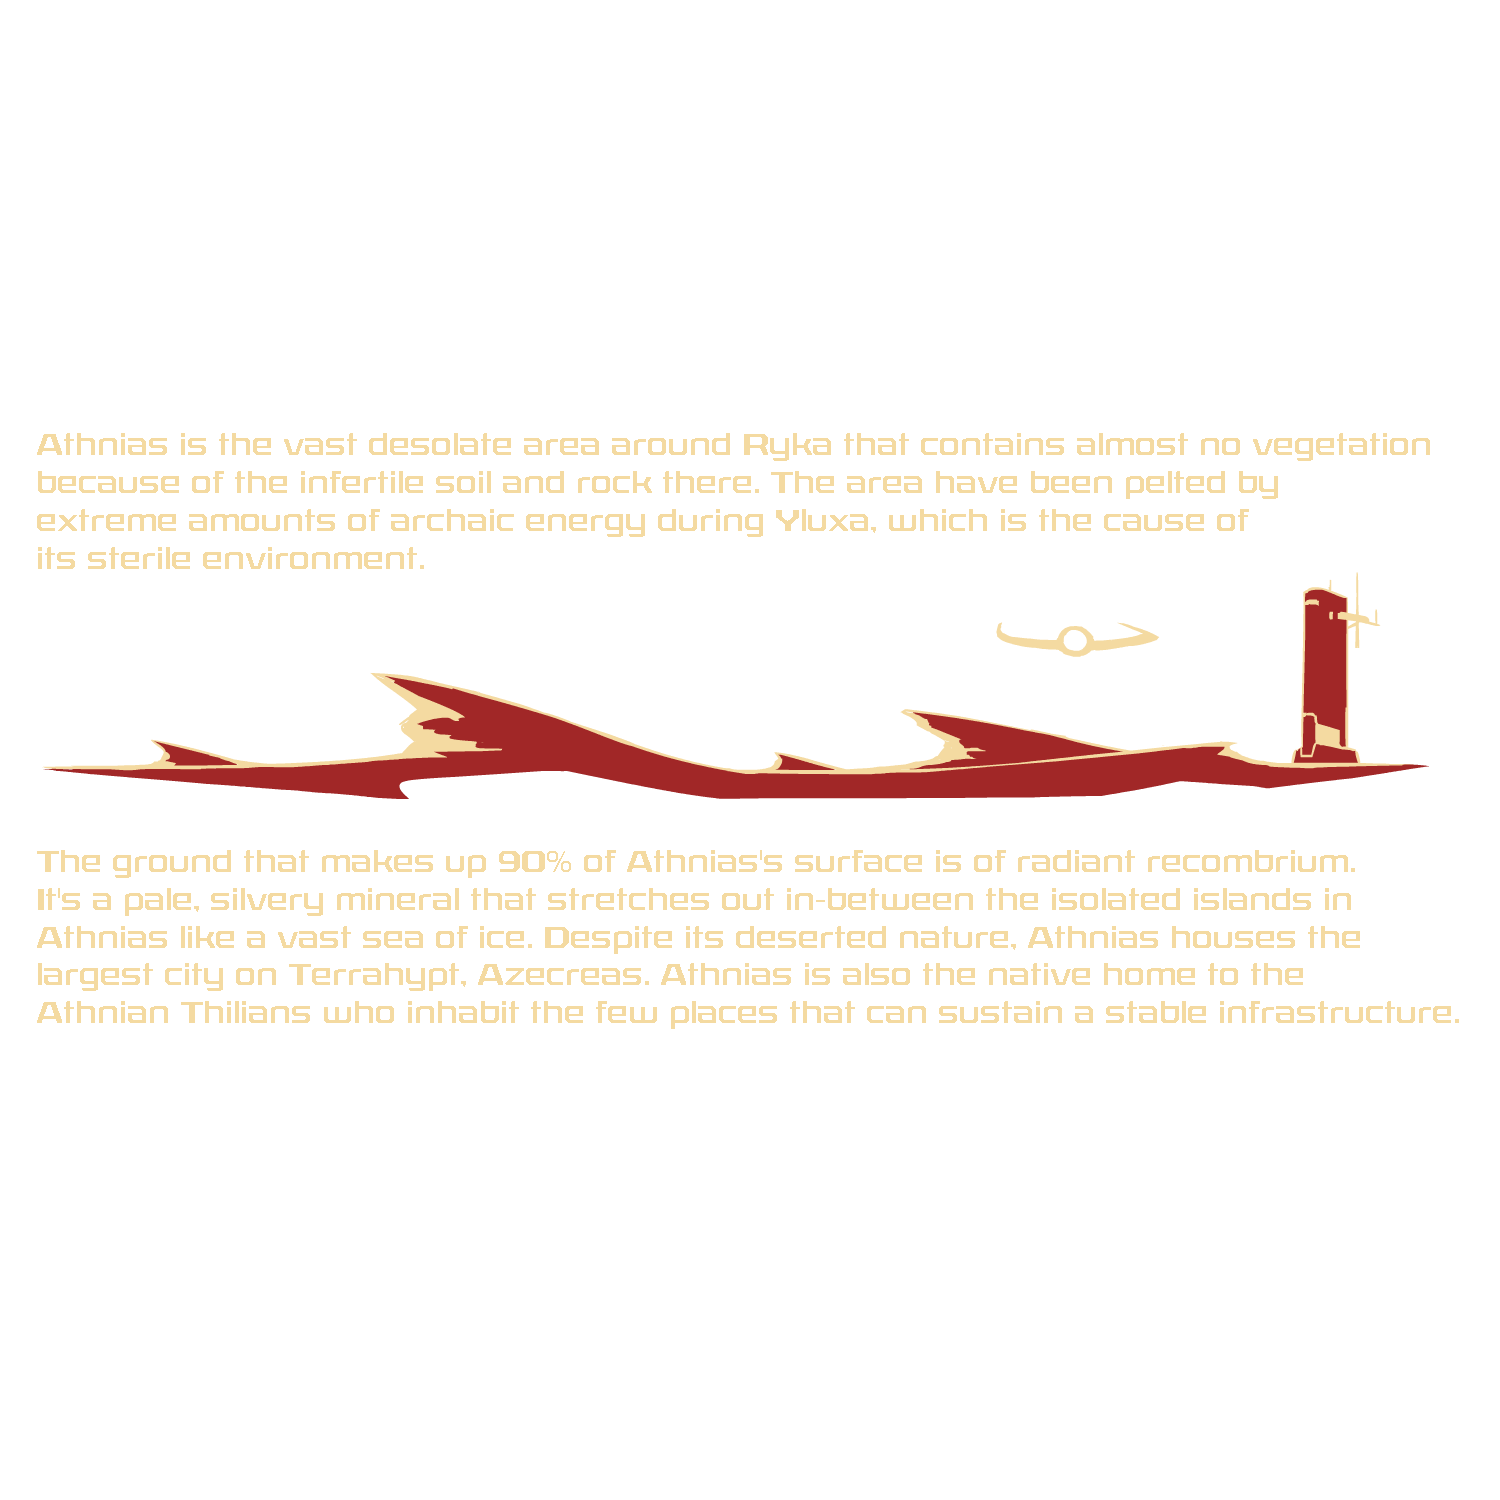 Athnias is the vast desolate area around Ryka that contains almost no vegetation
because of the infertile soil and rock there. The area have been pelted by
extreme amounts of archaic energy during Yluxa, which is the cause of
its sterile environment.
The ground that makes up 90% of Athnias's surface is of radiant recombrium.
It's a pale, silvery mineral that stretches out in-between the isolated islands in
Athnias like a vast sea of ice. Despite its deserted nature, Athnias houses the
largest city on Terrahypt, Azecreas. Athnias is also the native home to the
Athnian Thilians who inhabit the few places that can sustain a stable infrastructure.